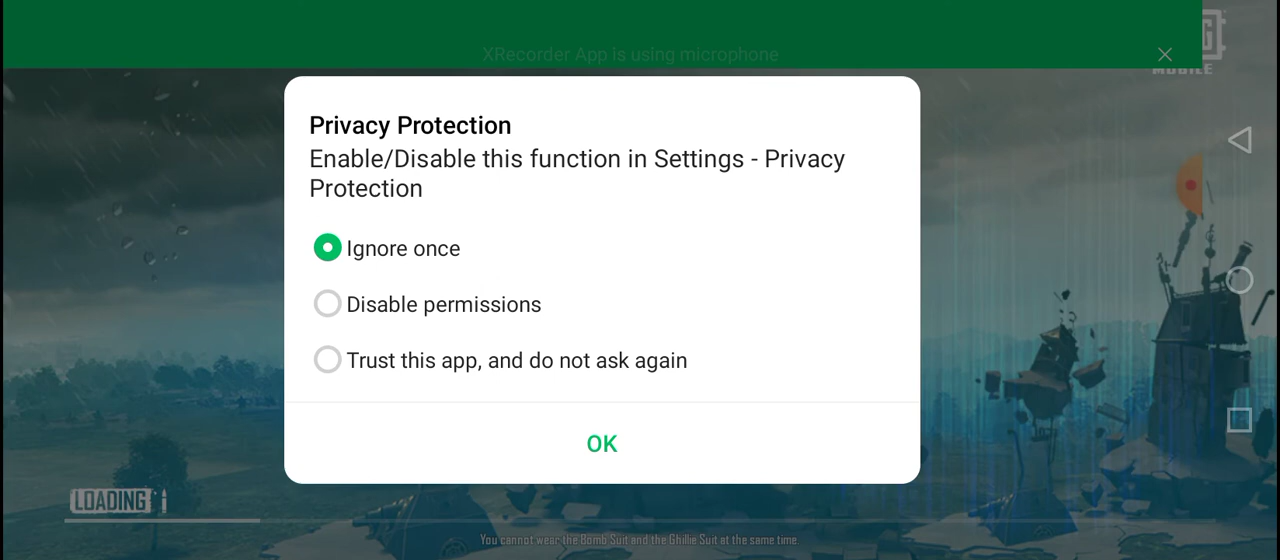 XRecorder App is using microphone
MOBILE
Privacy Protection
Enable/Disable this function in Settings - Privacy
Protection
Ignore once
Disable permissions
Trust this app, and do not ask again
OK
LOADING
You cannot wear the Bomb Suit and the Ghillie Suit at the same time.